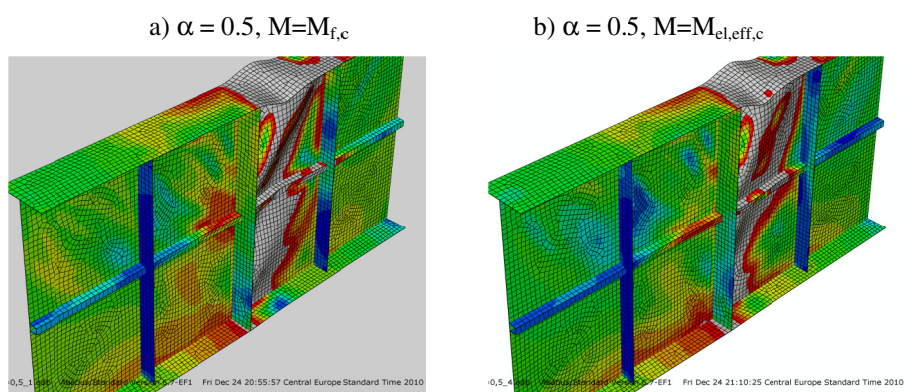 a) α = 0.5, M=Mf,c
b) α = 0.5, M=Mel,eff,c
Fri Dec 24 20:55:57 Central Europe Standard Time 2010
Fri Dec 24 21:10:25 Central Europe Standard Time 2010